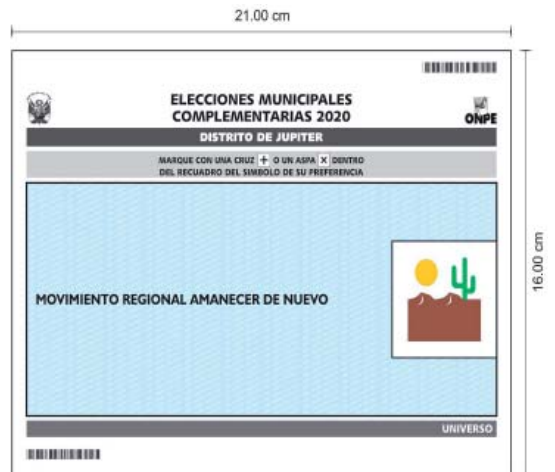 21.00 cm
ELECCIONES MUNICIPALES
COMPLEMENTARIAS 2020
ONPE
DISTRITO DE JUPITER
MARQUE CON UNA CRUZ + O UN ASPA X DENTRO
DEL RECUADRO DEL SIMBOLO DE SU PREFERENCIA
16.00 cm
MOVIMIENTO REGIONAL AMANECER DE NUEVO
UNIVERSO